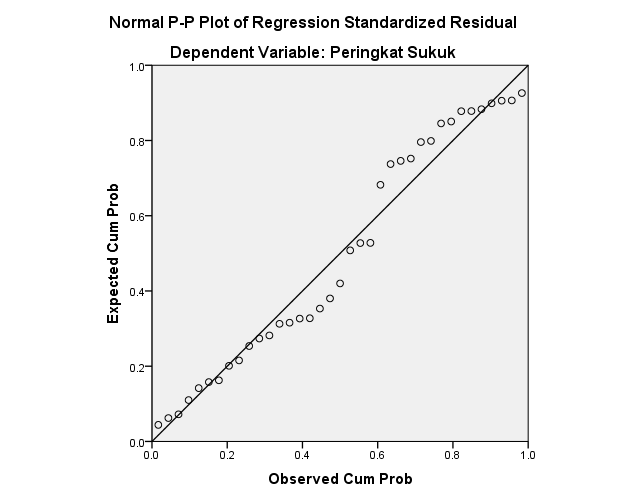 Normal P-P Plot of Regression Standardized Residual
Dependent Variable: Peringkat Sukuk
Expected Cum Prob
1.0
0.8
0.6
0.4
0.2
0.0
0.0 0.2 0.4 0.6 0.8 1.0
Observed Cum Prob